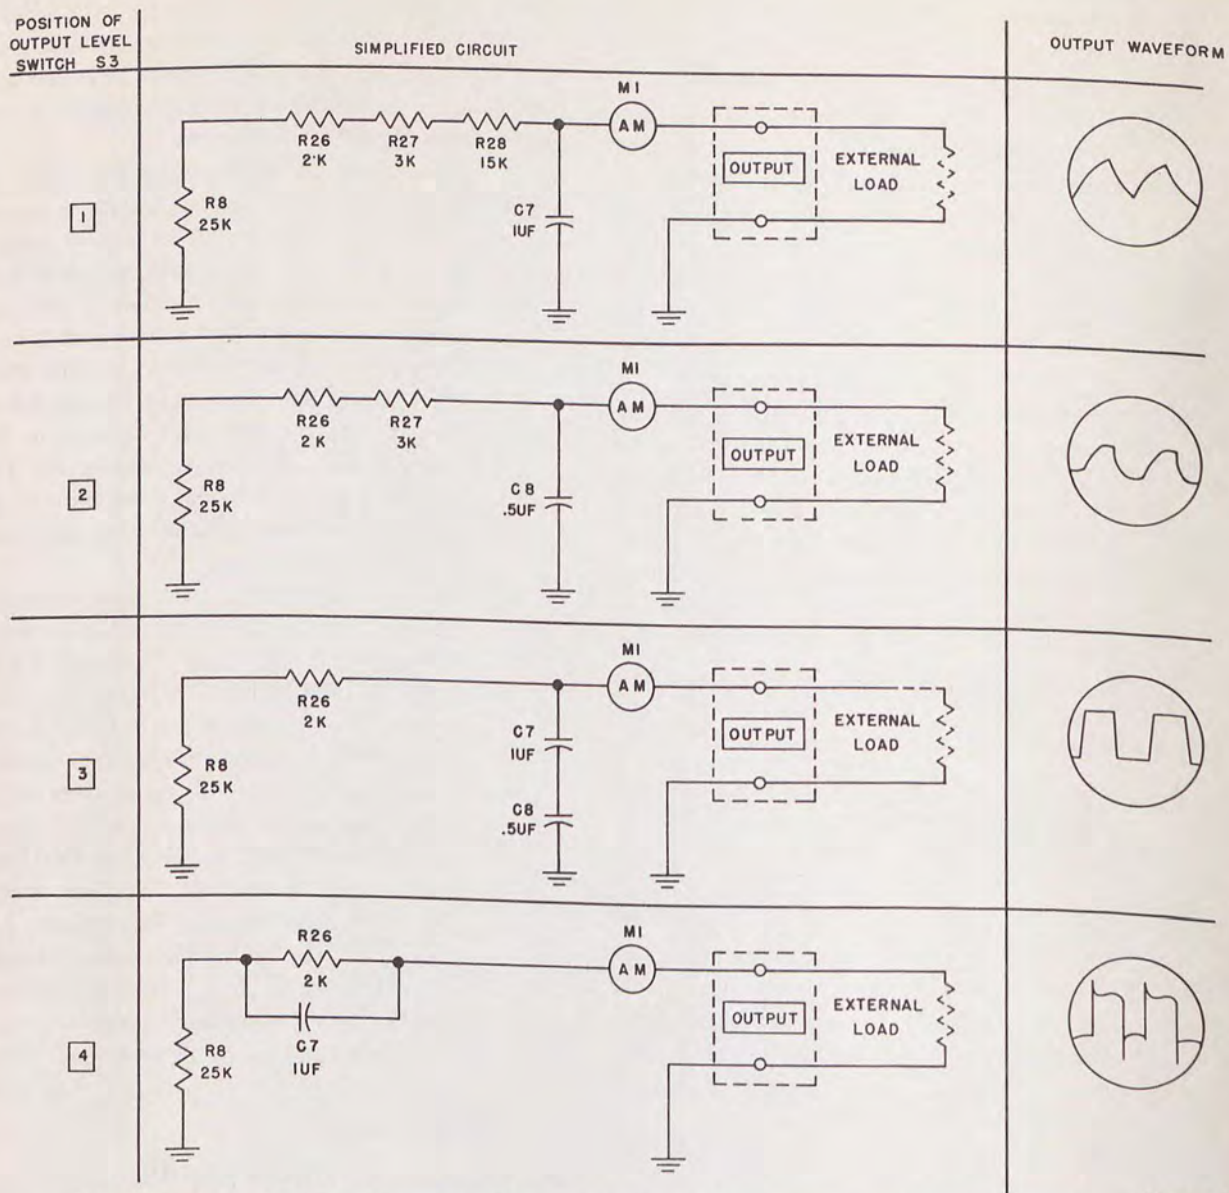 POSITION OF
OUTPUT LEVEL
SWITCH S3
SIMPLIFIED CIRCUIT
OUTPUT WAVEFORM
1
R8
25K
R26
2K
R27
3K
R28
15K
C7
1UF
M1
AM
OUTPUT
EXTERNAL
LOAD
2
R8
25K
R26
2K
R27
3K
C8
.5UF
M1
AM
OUTPUT
EXTERNAL
LOAD
3
R8
25K
R26
2K
C7
1UF
C8
.5UF
M1
AM
OUTPUT
EXTERNAL
LOAD
4
R8
25K
R26
2K
C7
1UF
M1
AM
OUTPUT
EXTERNAL
LOAD